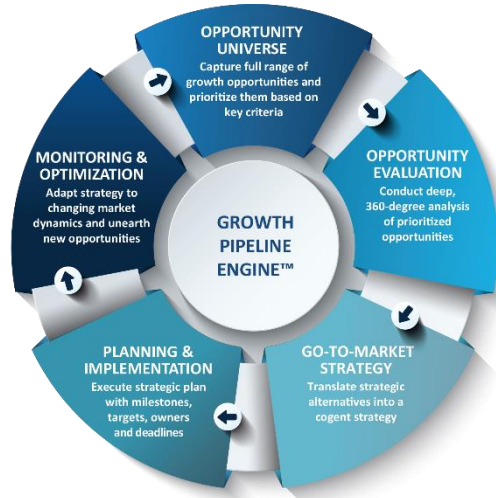 OPPORTUNITY
UNIVERSE
Capture full range of
growth opportunities and
prioritize them based on
key criteria
OPPORTUNITY
EVALUATION
Conduct deep,
360-degree analysis
of prioritized
opportunities
GO-TO-MARKET
STRATEGY
Translate strategic
alternatives into a
cogent strategy
PLANNING &
IMPLEMENTATION
Execute strategic plan
with milestones,
targets, owners
and deadlines
MONITORING &
OPTIMIZATION
Adapt strategy to
changing market
dynamics and unearth
new opportunities
GROWTH
PIPELINE
ENGINE™